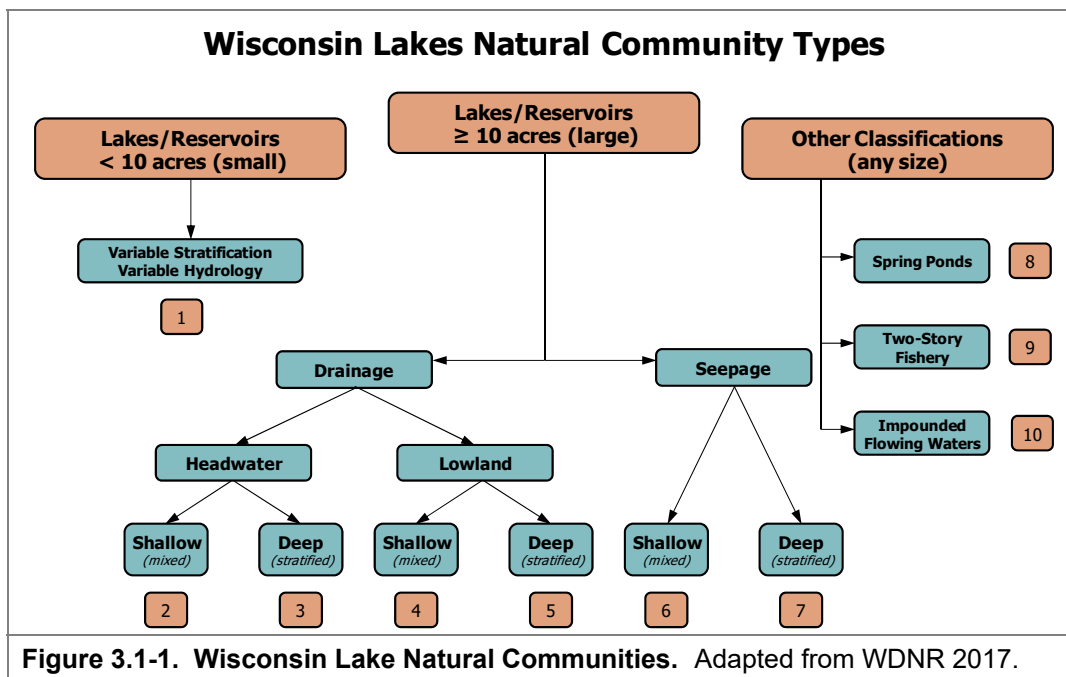 Wisconsin Lakes Natural Community Types
Lakes/Reservoirs
< 10 acres (small)
Lakes/Reservoirs
≥ 10 acres (large)
Other Classifications
(any size)
Variable Stratification
Variable Hydrology
1
Spring Ponds
8
Two-Story
Fishery
9
Impounded
Flowing Waters
10
Drainage
Seepage
Headwater
Lowland
Shallow
(mixed)
Deep
(stratified)
Shallow
(mixed)
Deep
(stratified)
Shallow
(mixed)
Deep
(stratified)
2
3
4
5
6
7
Figure 3.1-1. Wisconsin Lake Natural Communities. Adapted from WDNR 2017.